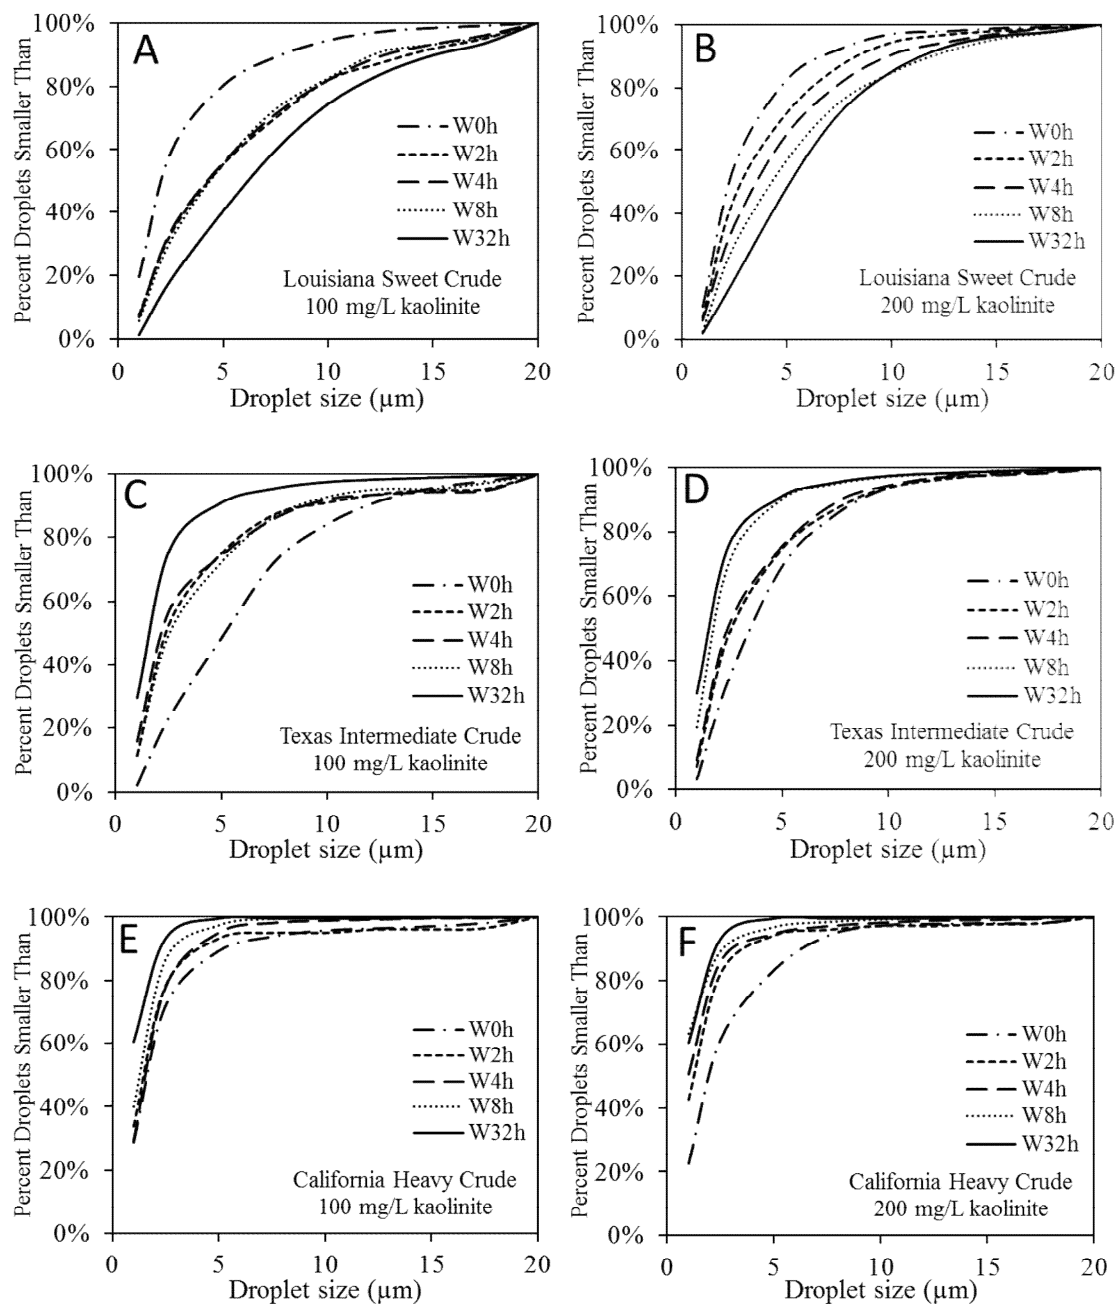 A
Percent Droplets Smaller Than
100%
80%
60%
40%
20%
0%
W0h
W2h
W4h
W8h
W32h
Louisiana Sweet Crude
100 mg/L kaolinite
0 5 10 15 20
Droplet size (µm)
B
Percent Droplets Smaller Than
100%
80%
60%
40%
20%
0%
W0h
W2h
W4h
W8h
W32h
Louisiana Sweet Crude
200 mg/L kaolinite
0 5 10 15 20
Droplet size (µm)
C
Percent Droplets Smaller Than
100%
80%
60%
40%
20%
0%
W0h
W2h
W4h
W8h
W32h
Texas Intermediate Crude
100 mg/L kaolinite
0 5 10 15 20
Droplet size (µm)
D
Percent Droplets Smaller Than
100%
80%
60%
40%
20%
0%
W0h
W2h
W4h
W8h
W32h
Texas Intermediate Crude
200 mg/L kaolinite
0 5 10 15 20
Droplet size (µm)
E
Percent Droplets Smaller Than
100%
80%
60%
40%
20%
0%
W0h
W2h
W4h
W8h
W32h
California Heavy Crude
100 mg/L kaolinite
0 5 10 15 20
Droplet size (µm)
F
Percent Droplets Smaller Than
100%
80%
60%
40%
20%
0%
W0h
W2h
W4h
W8h
W32h
California Heavy Crude
200 mg/L kaolinite
0 5 10 15 20
Droplet size (µm)